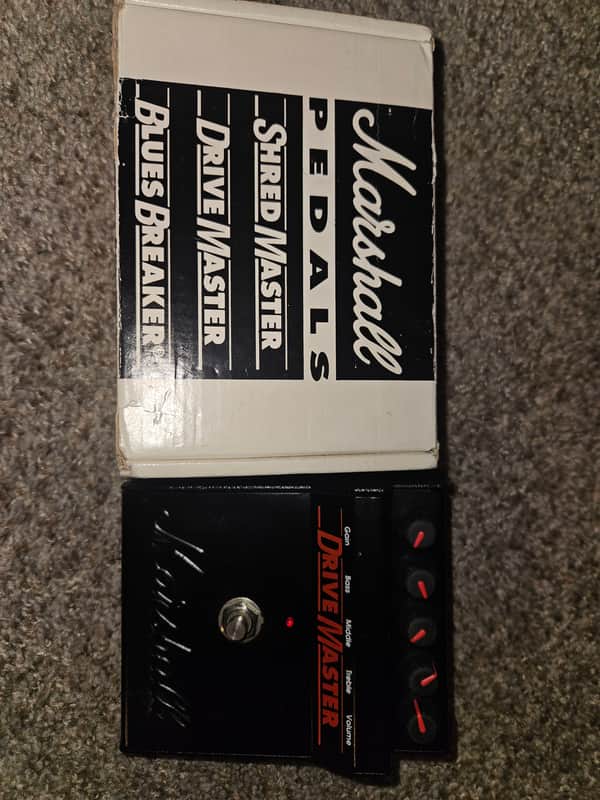 Marshall
PEDALS
SHRED MASTER
DRIVE MASTER
BLUES BREAKER
Gain Bass Middle Treble Volume
DRIVE MASTER
Marshall